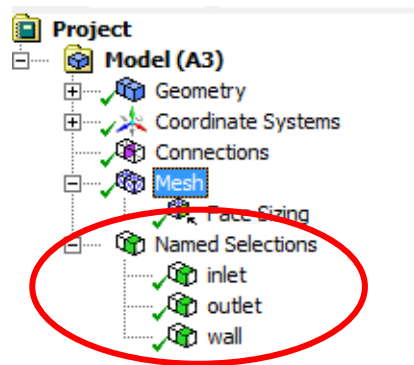 Project
Model (A3)
Geometry
Coordinate Systems
Connections
Mesh
Face Sizing
Named Selections
inlet
outlet
wall